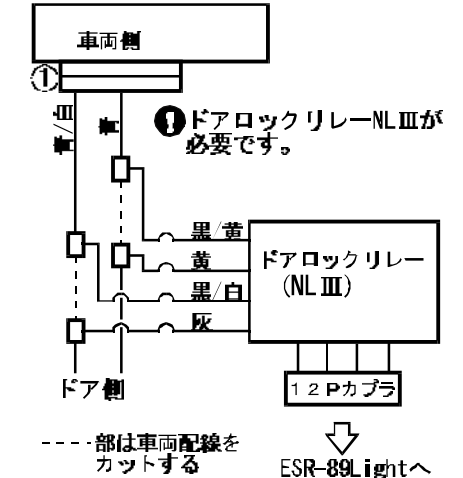 車両側
①
青/白
青
ドアロックリレーNLⅢが
必要です。
黒/黄
黄
黒/白
灰
ドアロックリレー
(NLⅢ)
12Pカプラ
ドア側
部は車両配線を
カットする
ESR-89Lightへ